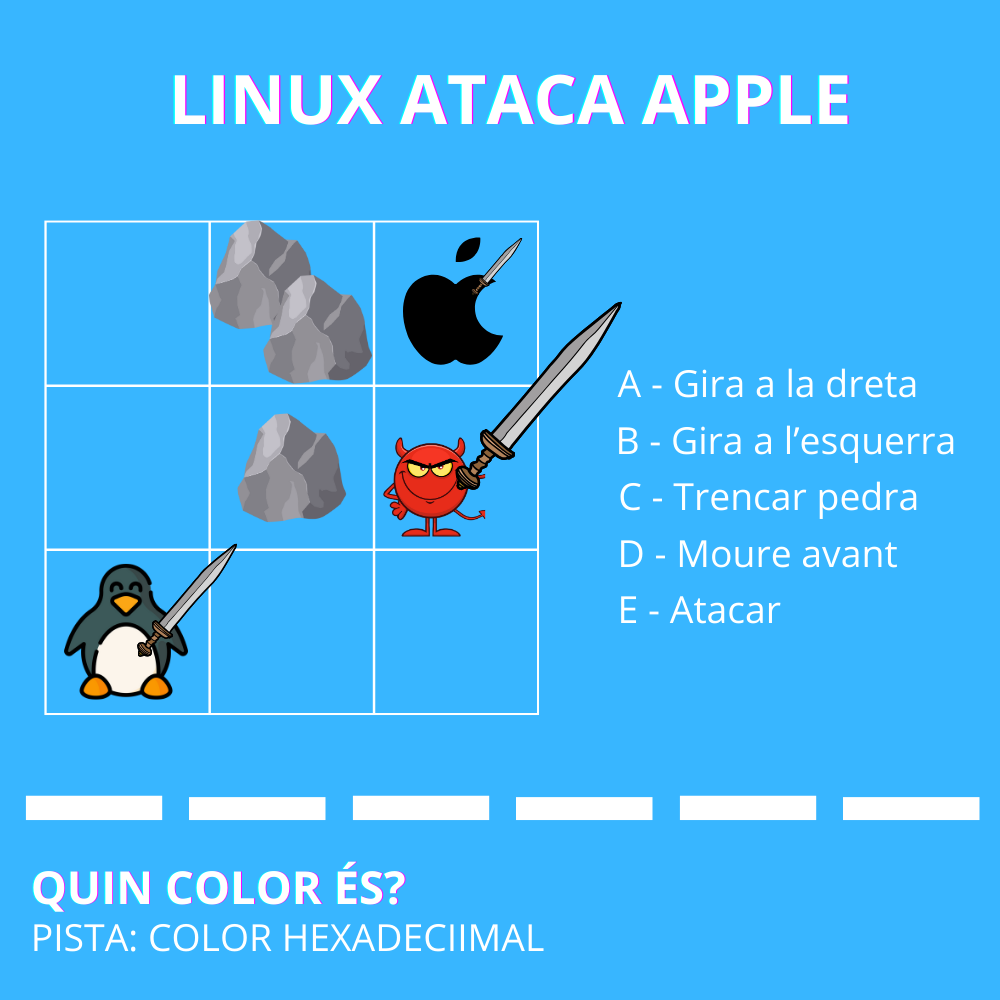 LINUX ATACA APPLE
A - Gira a la dreta
B - Gira a l’esquerra
C - Trencar pedra
D - Moure avant
E - Atacar
QUIN COLOR ÉS?
PISTA: COLOR HEXADECIIMAL